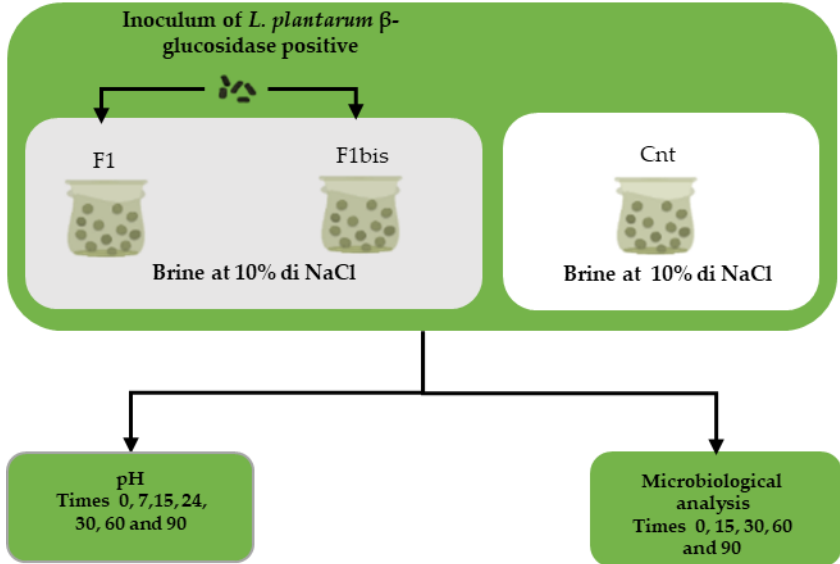 Inoculum of L. plantarum β-
glucosidase positive
F1
F1bis
Cnt
Brine at 10% di NaCl
Brine at 10% di NaCl
pH
Times 0, 7,15, 24,
30, 60 and 90
Microbiological
analysis
Times 0, 15, 30, 60
and 90